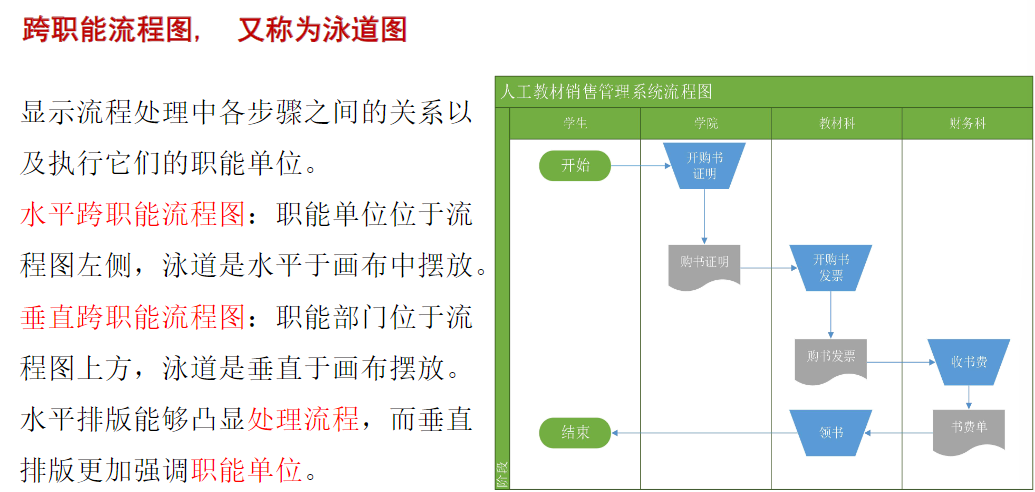 跨职能流程图, 又称为泳道图
显示流程处理中各步骤之间的关系以
及执行它们的职能单位。
水平跨职能流程图：职能单位位于流
程图左侧，泳道是水平于画布中摆放。
垂直跨职能流程图：职能部门位于流
程图上方，泳道是垂直于画布摆放。
水平排版能够凸显处理流程，而垂直
排版更加强调职能单位。
人工教材销售管理系统流程图
学生
学院
教材科
财务科
开始
开购书
证明
购书证明
开购书
发票
购书发票
收书费
书费单
领书
结束
阶段